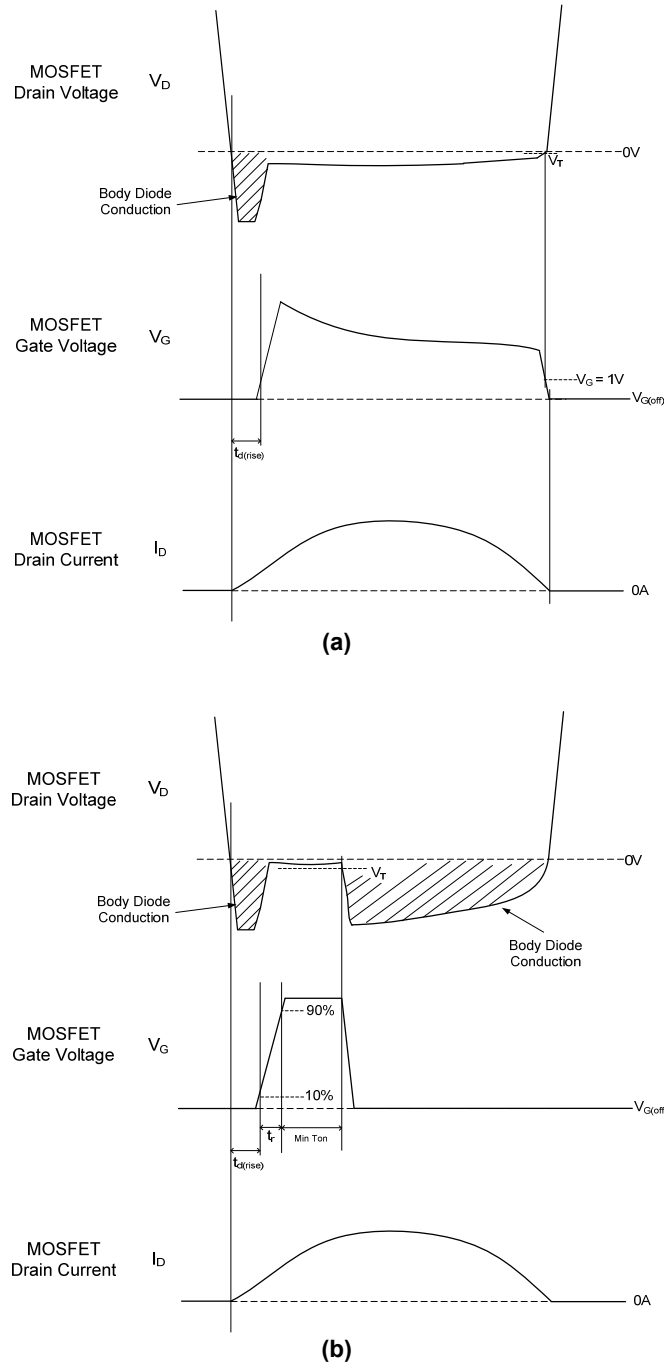 MOSFET
Drain Voltage
VD
0V
VT
Body Diode
Conduction
MOSFET
Gate Voltage
VG
VG = 1V
VG(off)
td(rise)
MOSFET
Drain Current
ID
0A
(a)
MOSFET
Drain Voltage
VD
0V
VT
Body Diode
Conduction
Body Diode
Conduction
MOSFET
Gate Voltage
VG
90%
10%
VG(off
tr
Min Ton
td(rise)
MOSFET
Drain Current
ID
0A
(b)